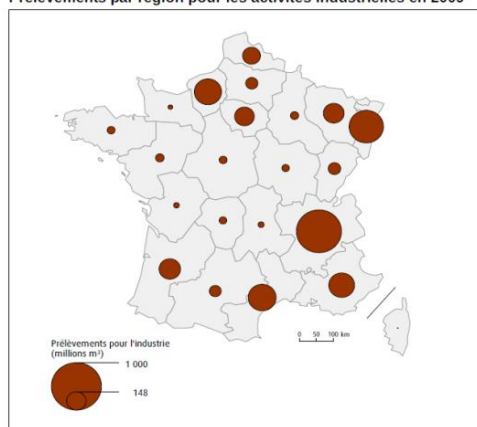 Prélèvements par région pour les activités industrielles en 2009
0 50 100 km
Prélèvements pour l'industrie
(millions m³)
1 000
148